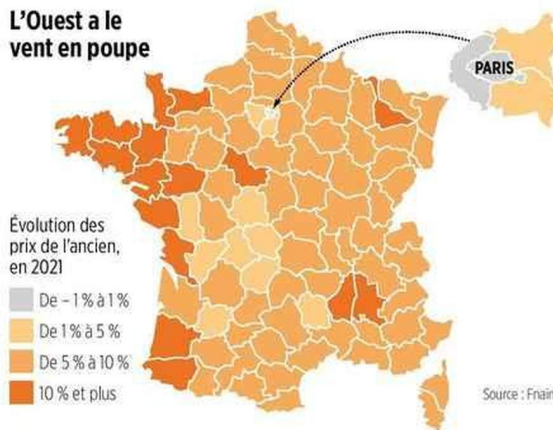 L'Ouest a le
vent en poupe
PARIS
Évolution des
prix de l'ancien,
en 2021
De – 1 % à 1 %
De 1 % à 5 %
De 5 % à 10 %
10 % et plus
Source : Fnaim